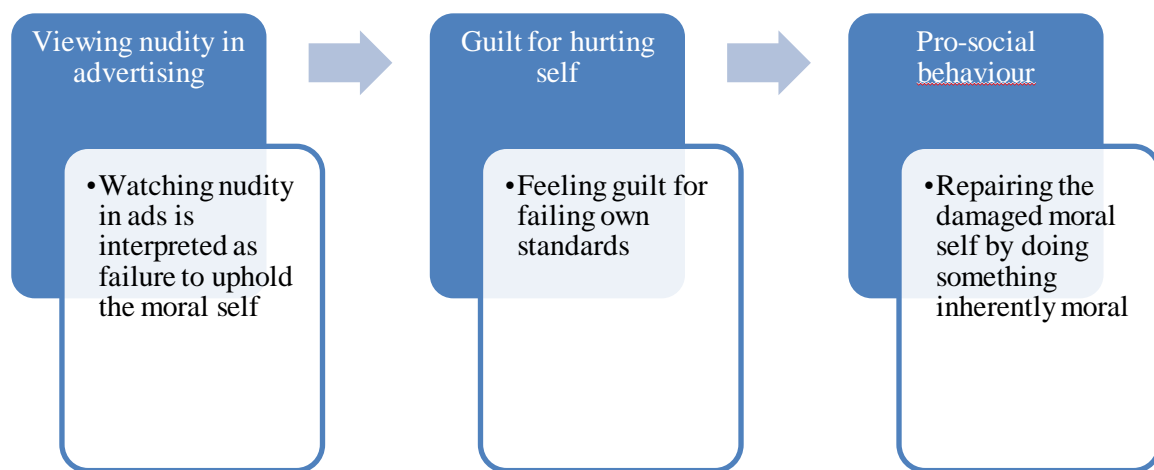 Viewing nudity in
advertising
•Watching nudity
in ads is
interpreted as
failure to uphold
the moral self
Guilt for hurting
self
•Feeling guilt for
failing own
standards
Pro-social
behaviour
•Repairing the
damaged moral
self by doing
something
inherently moral